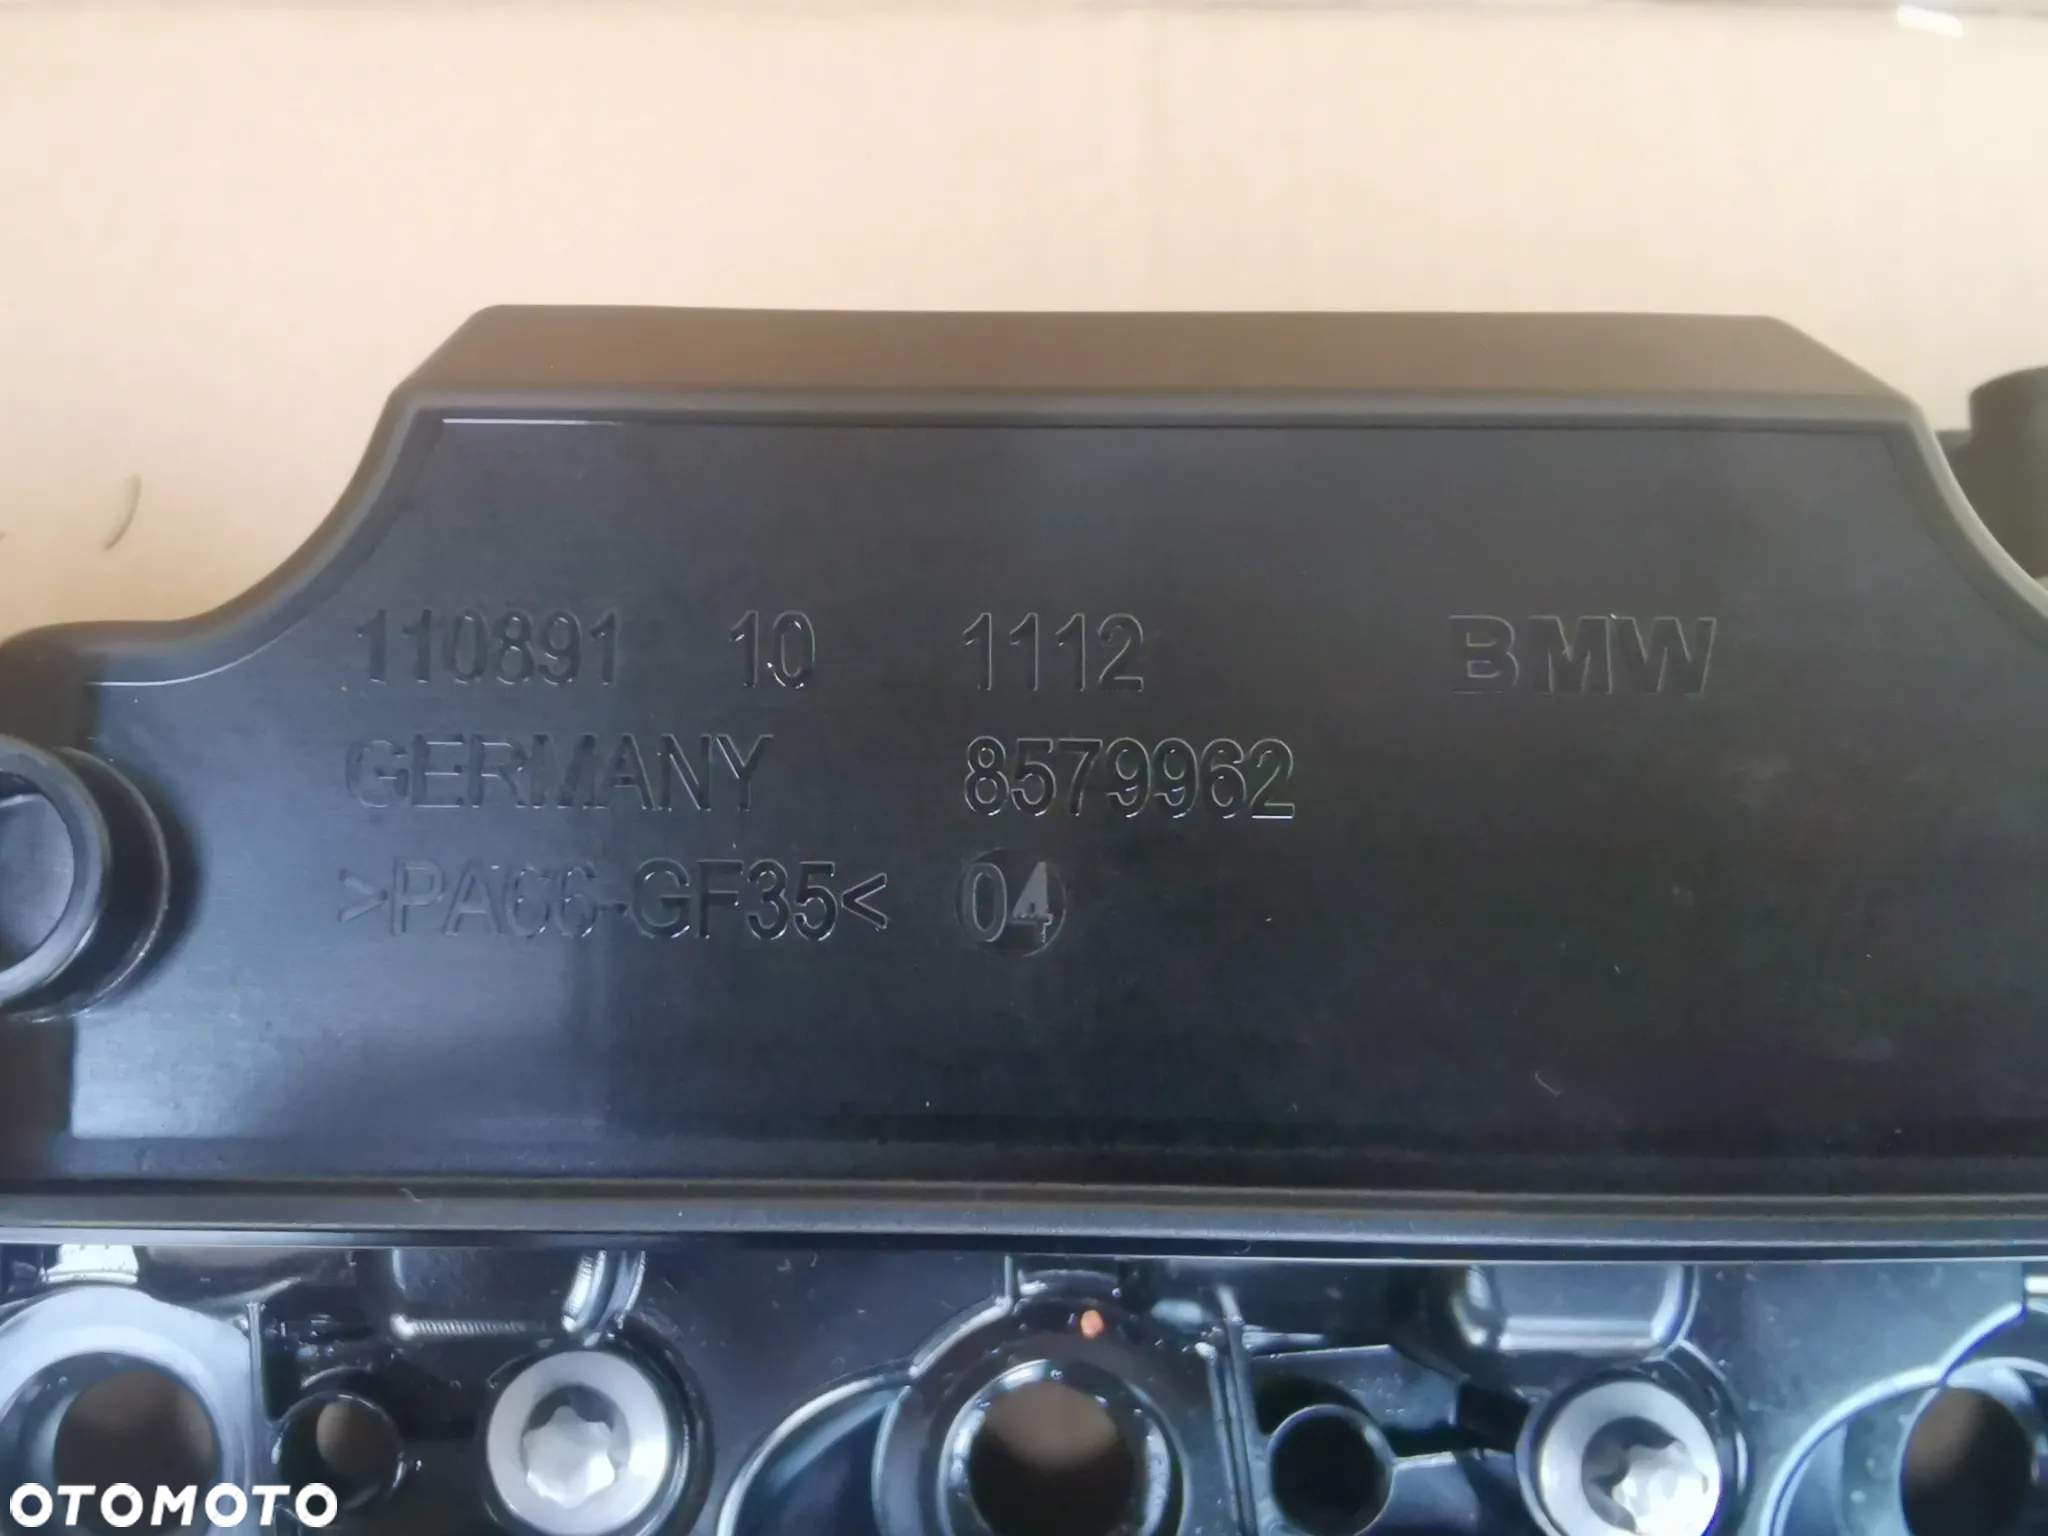 110891 10 1112 BMW
GERMANY 8579962
>PA66-GF35< 04
OTOMOTO